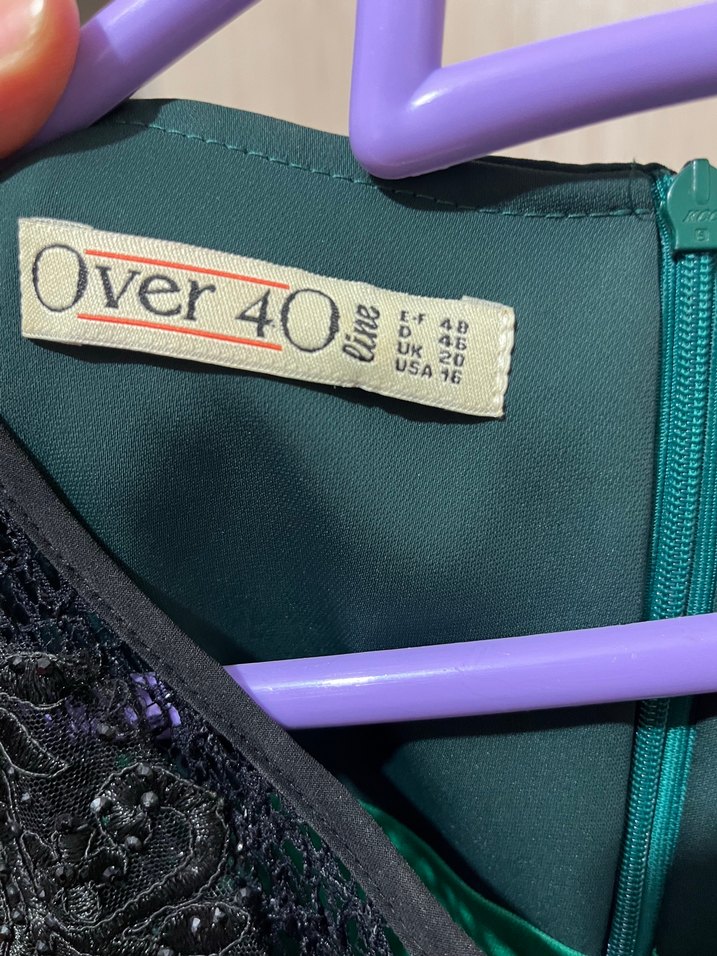 Over 40 line
E-F 48
D 46
UK 20
USA 16